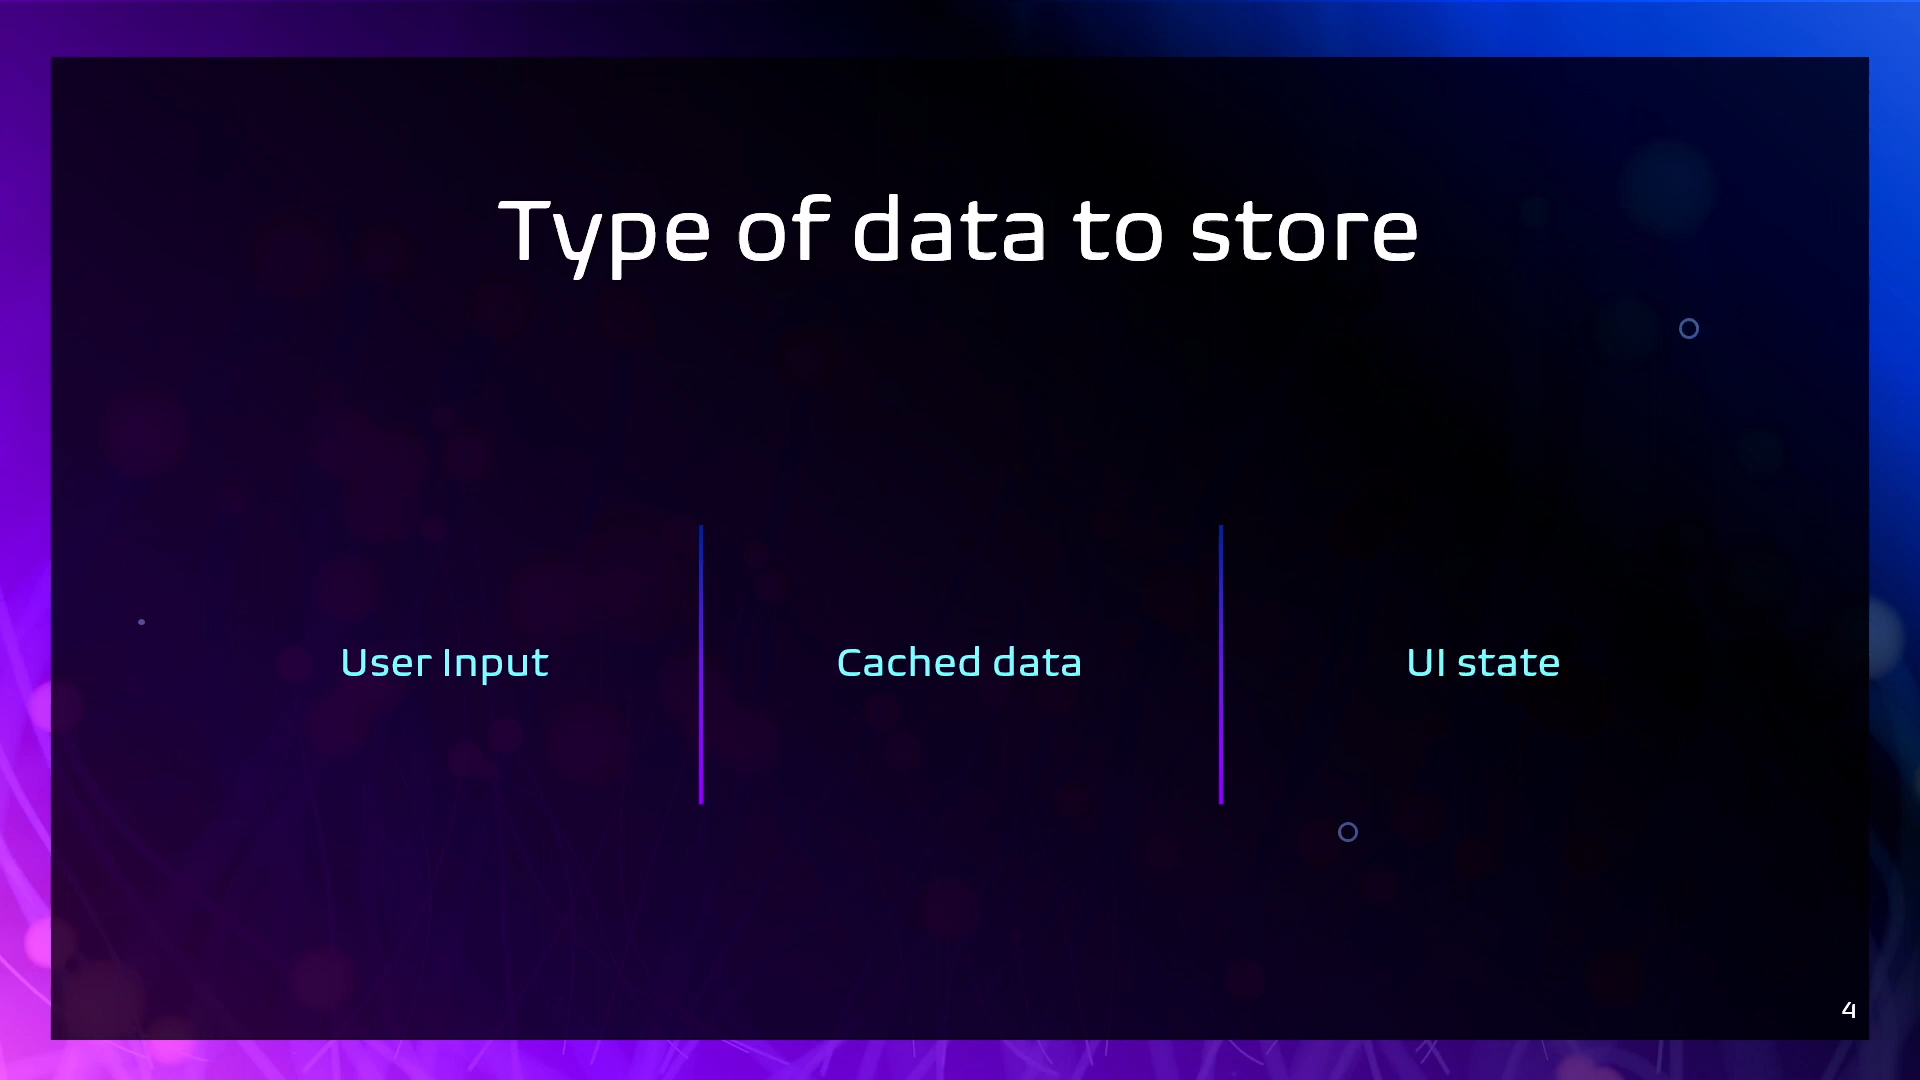 Type of data to store
User Input
Cached data
UI state
4